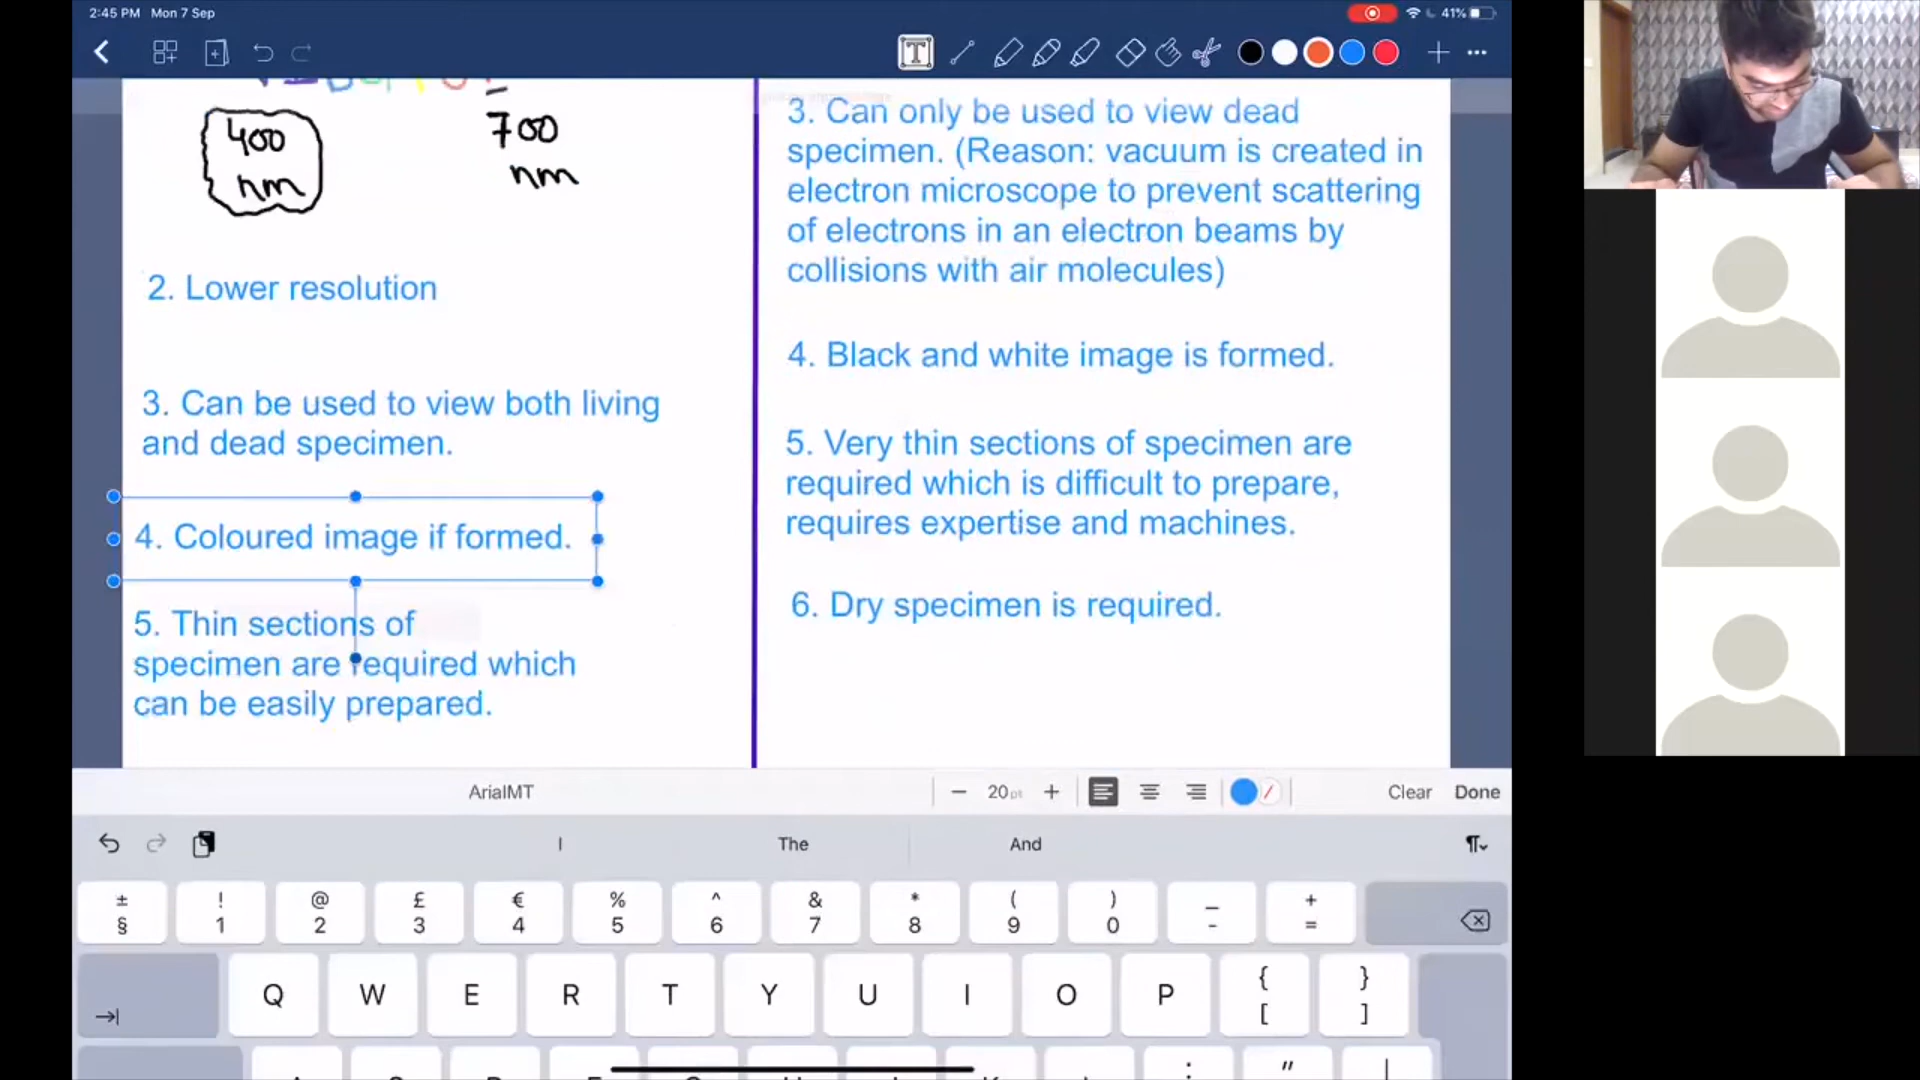 2:45 PM Mon 7 Sep
41%
400
nm
700
nm
2. Lower resolution
3. Can be used to view both living
and dead specimen.
4. Coloured image if formed.
5. Thin sections of
specimen are required which
can be easily prepared.
3. Can only be used to view dead
specimen. (Reason: vacuum is created in
electron microscope to prevent scattering
of electrons in an electron beams by
collisions with air molecules)
4. Black and white image is formed.
5. Very thin sections of specimen are
required which is difficult to prepare,
requires expertise and machines.
6. Dry specimen is required.
ArialMT
20pt
Clear Done
I The And
± ! @ £ € % ^ & * ( ) _ +
§ 1 2 3 4 5 6 7 8 9 0 - =
Q W E R T Y U I O P { }
[ ]
: " |